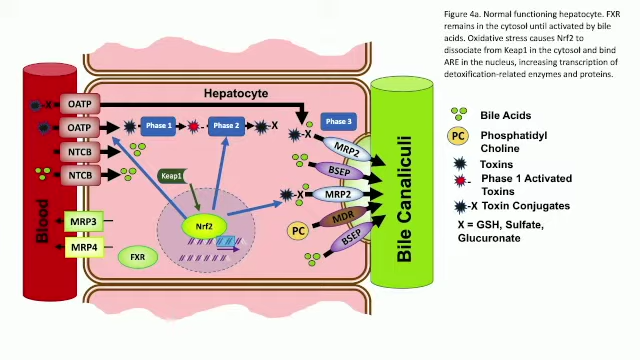 Figure 4a. Normal functioning hepatocyte. FXR
remains in the cytosol until activated by bile
acids. Oxidative stress causes Nrf2 to
dissociate from Keap1 in the cytosol and bind
ARE in the nucleus, increasing transcription of
detoxification-related enzymes and proteins.
Hepatocyte
-X
OATP
OATP
NTCB
NTCB
MRP3
MRP4
Blood
Phase 1
-
Phase 2
-X
Phase 3
-X
MRP2
BSEP
-X
MRP2
MDR
PC
BSEP
Keap1
Nrf2
FXR
Bile Canaliculi
Bile Acids
PC
Phosphatidyl
Choline
Toxins
-
Phase 1 Activated
Toxins
-X
Toxin Conjugates
X = GSH, Sulfate,
Glucuronate